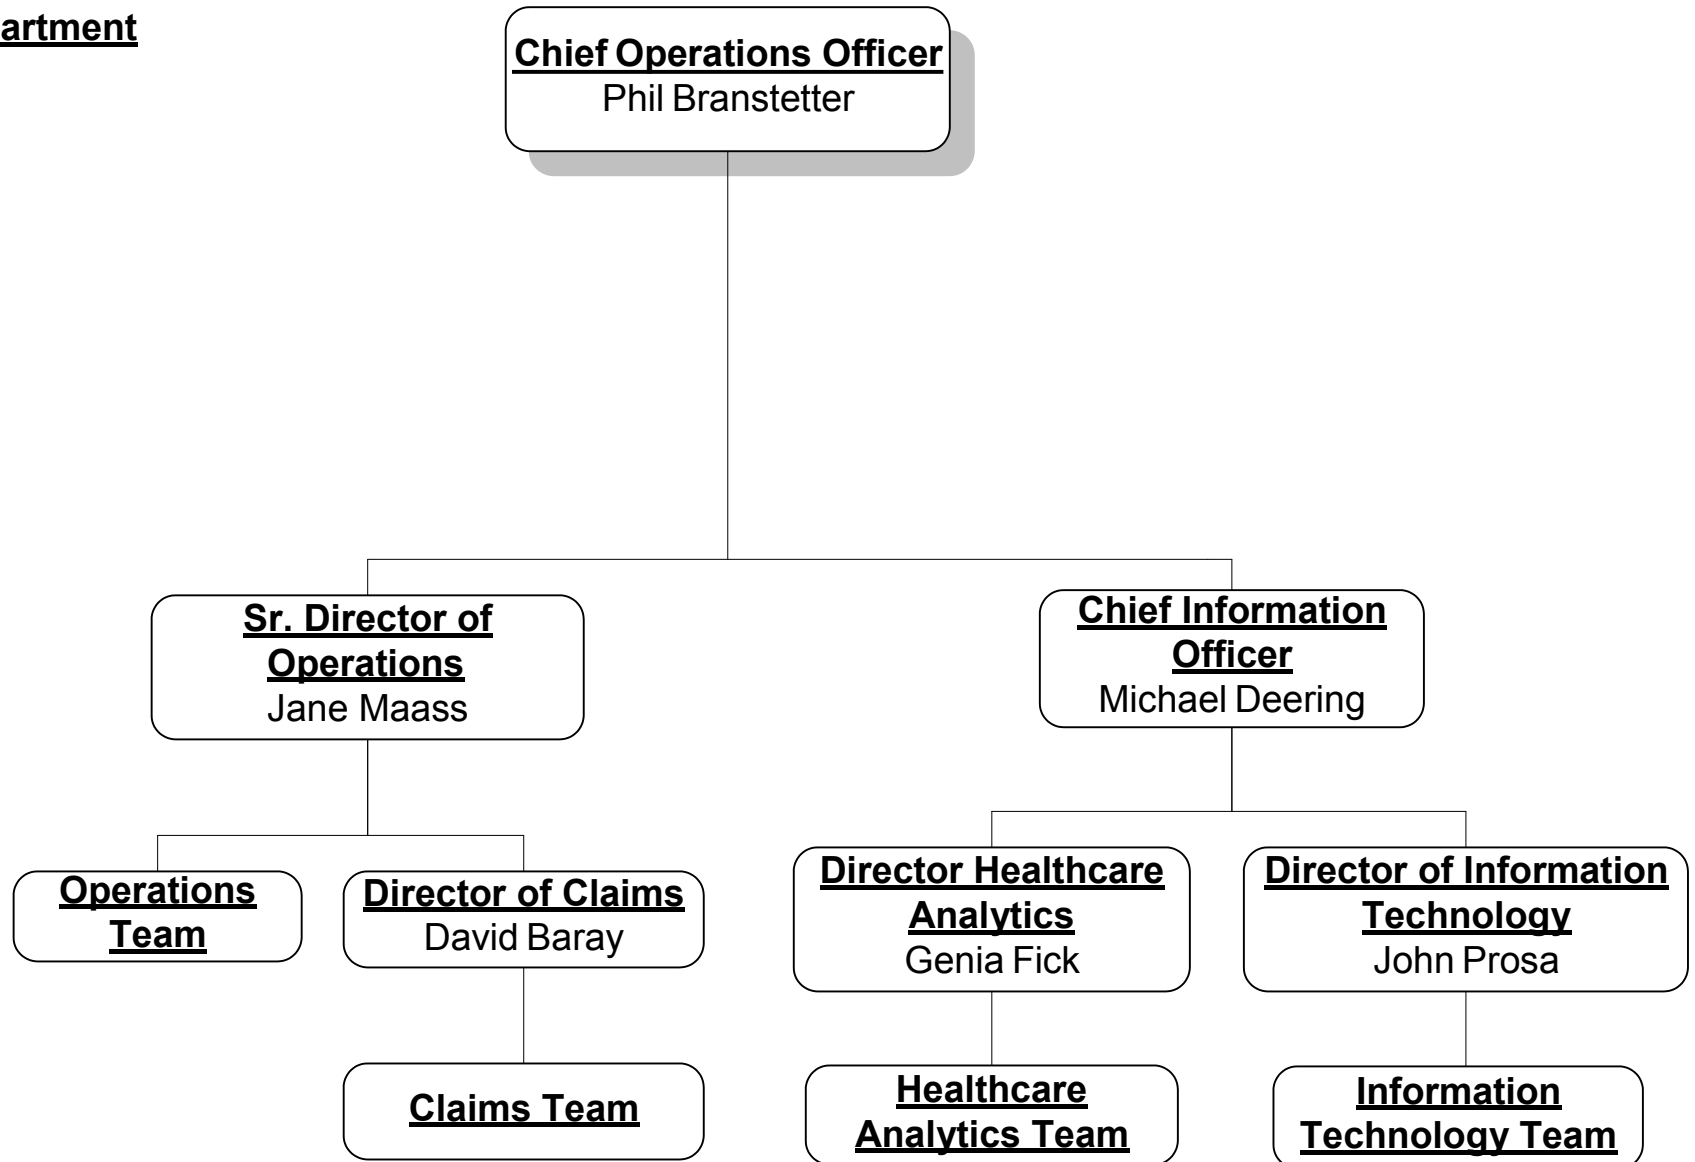 artment
Chief Operations Officer
Phil Branstetter
Sr. Director of
Operations
Jane Maass
Chief Information
Officer
Michael Deering
Operations
Team
Director of Claims
David Baray
Director Healthcare
Analytics
Genia Fick
Director of Information
Technology
John Prosa
Claims Team
Healthcare
Analytics Team
Information
Technology Team